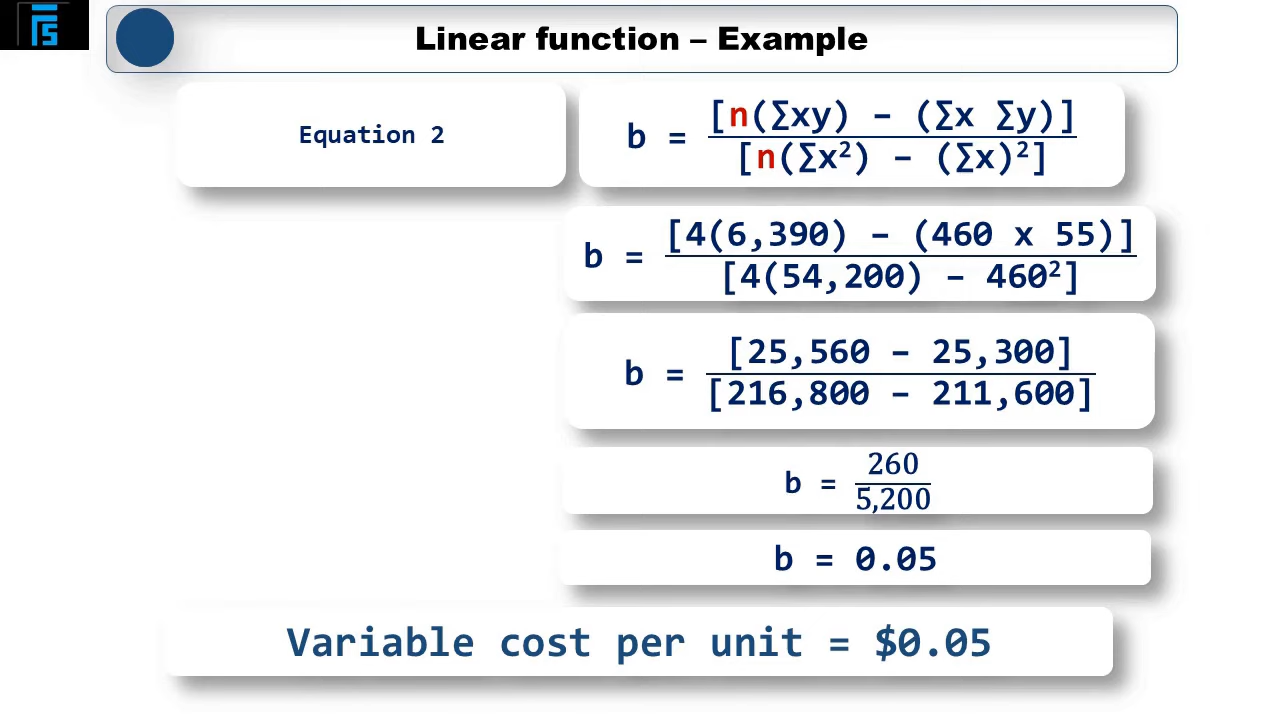 Linear function – Example
Equation 2
b = [n(∑xy) – (∑x ∑y)]
[n(∑x²) – (∑x)²]
b = [4(6,390) – (460 x 55)]
[4(54,200) – 460²]
b = [25,560 – 25,300]
[216,800 – 211,600]
b = 260
5,200
b = 0.05
Variable cost per unit = $0.05